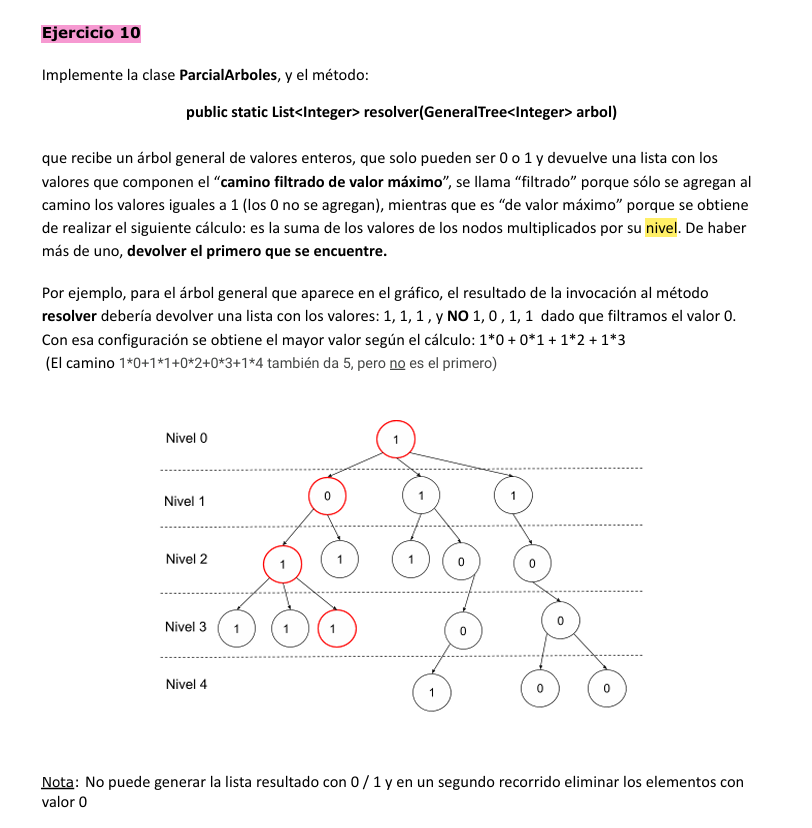 Ejercicio 10
Implemente la clase ParcialArboles, y el método:
public static List<Integer> resolver(GeneralTree<Integer> arbol)
que recibe un árbol general de valores enteros, que solo pueden ser 0 o 1 y devuelve una lista con los
valores que componen el “camino filtrado de valor máximo”, se llama “filtrado” porque sólo se agregan al
camino los valores iguales a 1 (los 0 no se agregan), mientras que es “de valor máximo” porque se obtiene
de realizar el siguiente cálculo: es la suma de los valores de los nodos multiplicados por su nivel. De haber
más de uno, devolver el primero que se encuentre.
Por ejemplo, para el árbol general que aparece en el gráfico, el resultado de la invocación al método
resolver debería devolver una lista con los valores: 1, 1, 1 , y NO 1, 0 , 1, 1 dado que filtramos el valor 0.
Con esa configuración se obtiene el mayor valor según el cálculo: 1*0 + 0*1 + 1*2 + 1*3
(El camino 1*0+1*1+0*2+0*3+1*4 también da 5, pero no es el primero)
Nivel 0 1
Nivel 1 0 1 1
Nivel 2 1 1 1 0 0
Nivel 3 1 1 1 0 0
Nivel 4 1 0 0
Nota: No puede generar la lista resultado con 0 / 1 y en un segundo recorrido eliminar los elementos con
valor 0